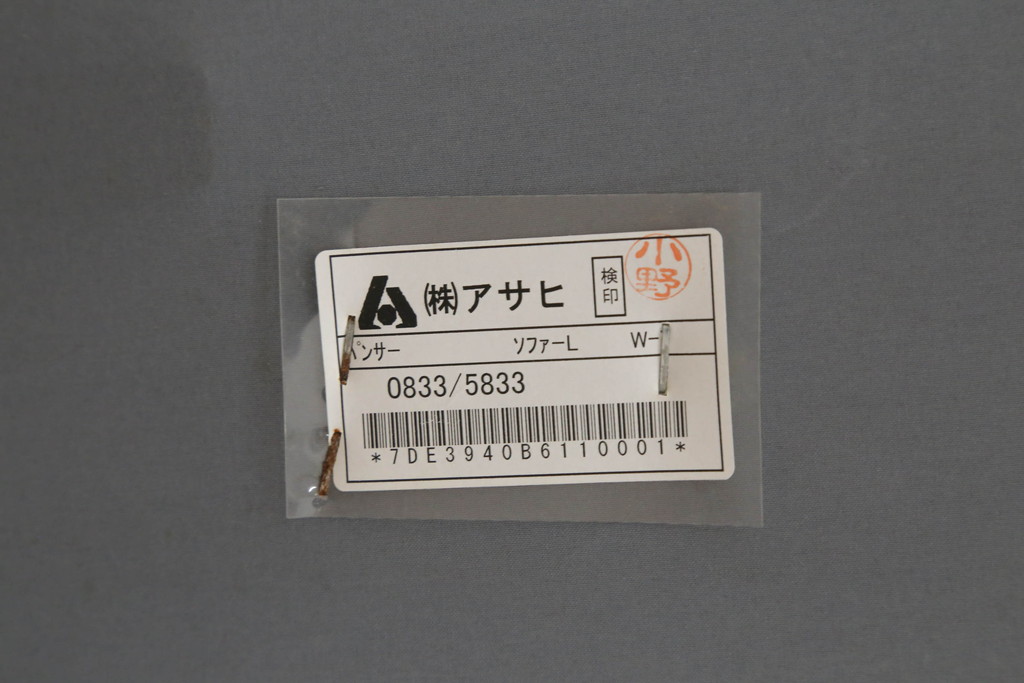 ㈱アサヒ
検印
小野
ペンサー ソファーL W-
0833/5833
*7DE3940B6110001*